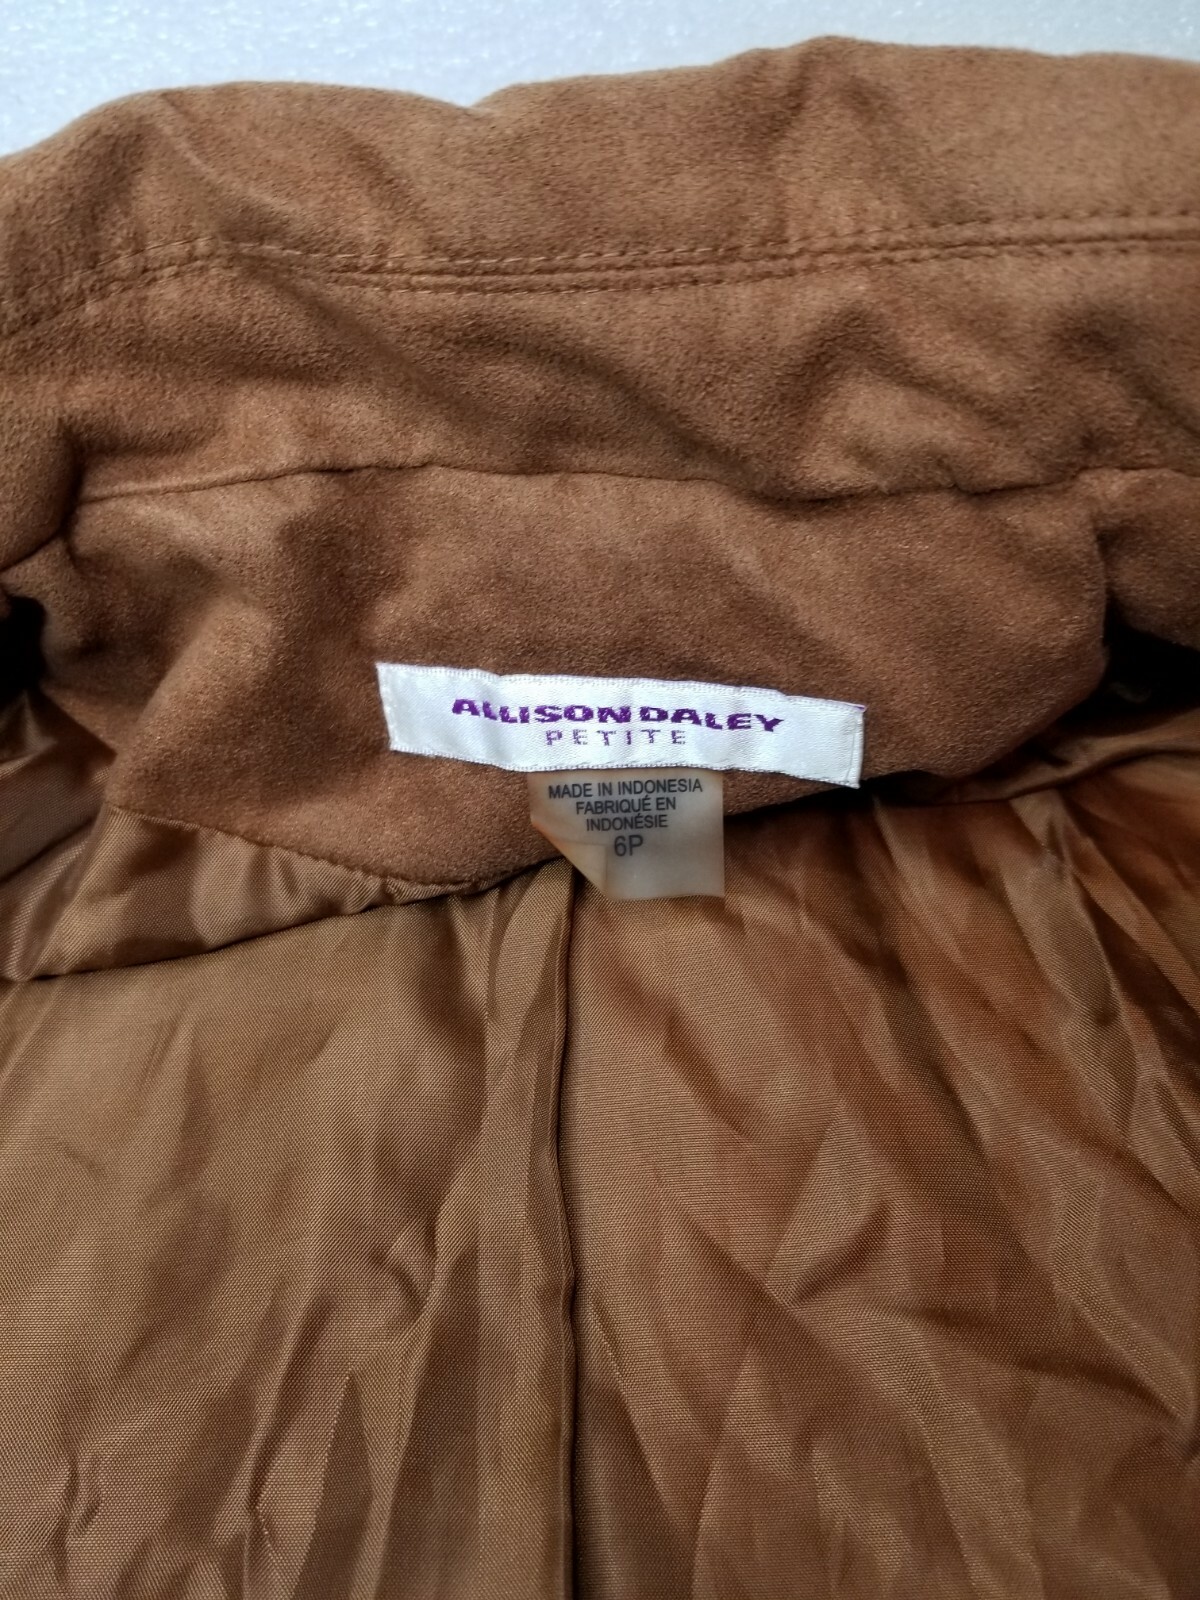 ALLISON DALEY
PETITE
MADE IN INDONESIA
FABRIQUÉ EN
INDONÉSIE
6P